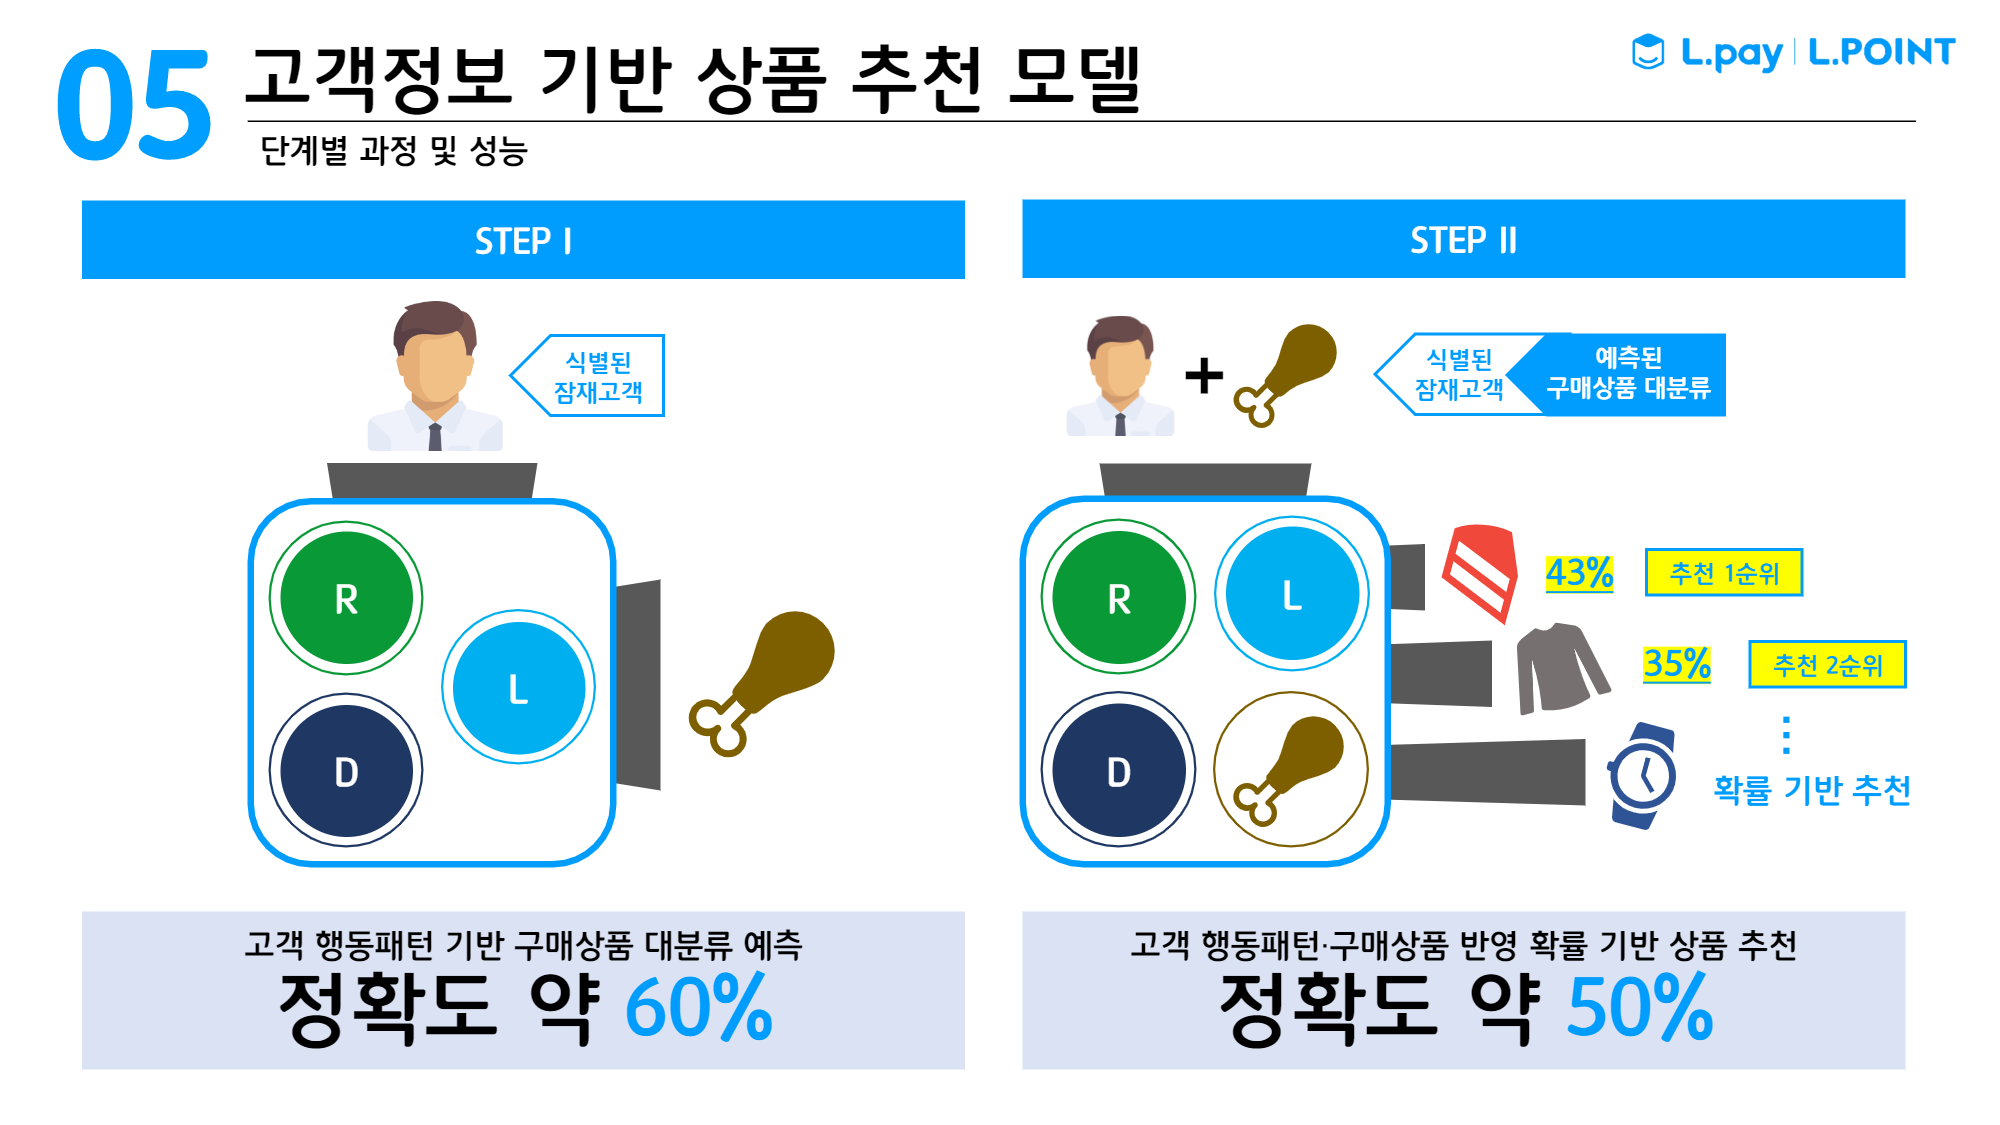 05
고객정보 기반 상품 추천 모델
L.pay | L.POINT
단계별 과정 및 성능
STEP I
식별된
잠재고객
R
L
D
고객 행동패턴 기반 구매상품 대분류 예측
정확도 약 60%
STEP II
+
식별된
잠재고객
예측된
구매상품 대분류
R
L
D
43%
추천 1순위
35%
추천 2순위
⋮
확률 기반 추천
고객 행동패턴·구매상품 반영 확률 기반 상품 추천
정확도 약 50%